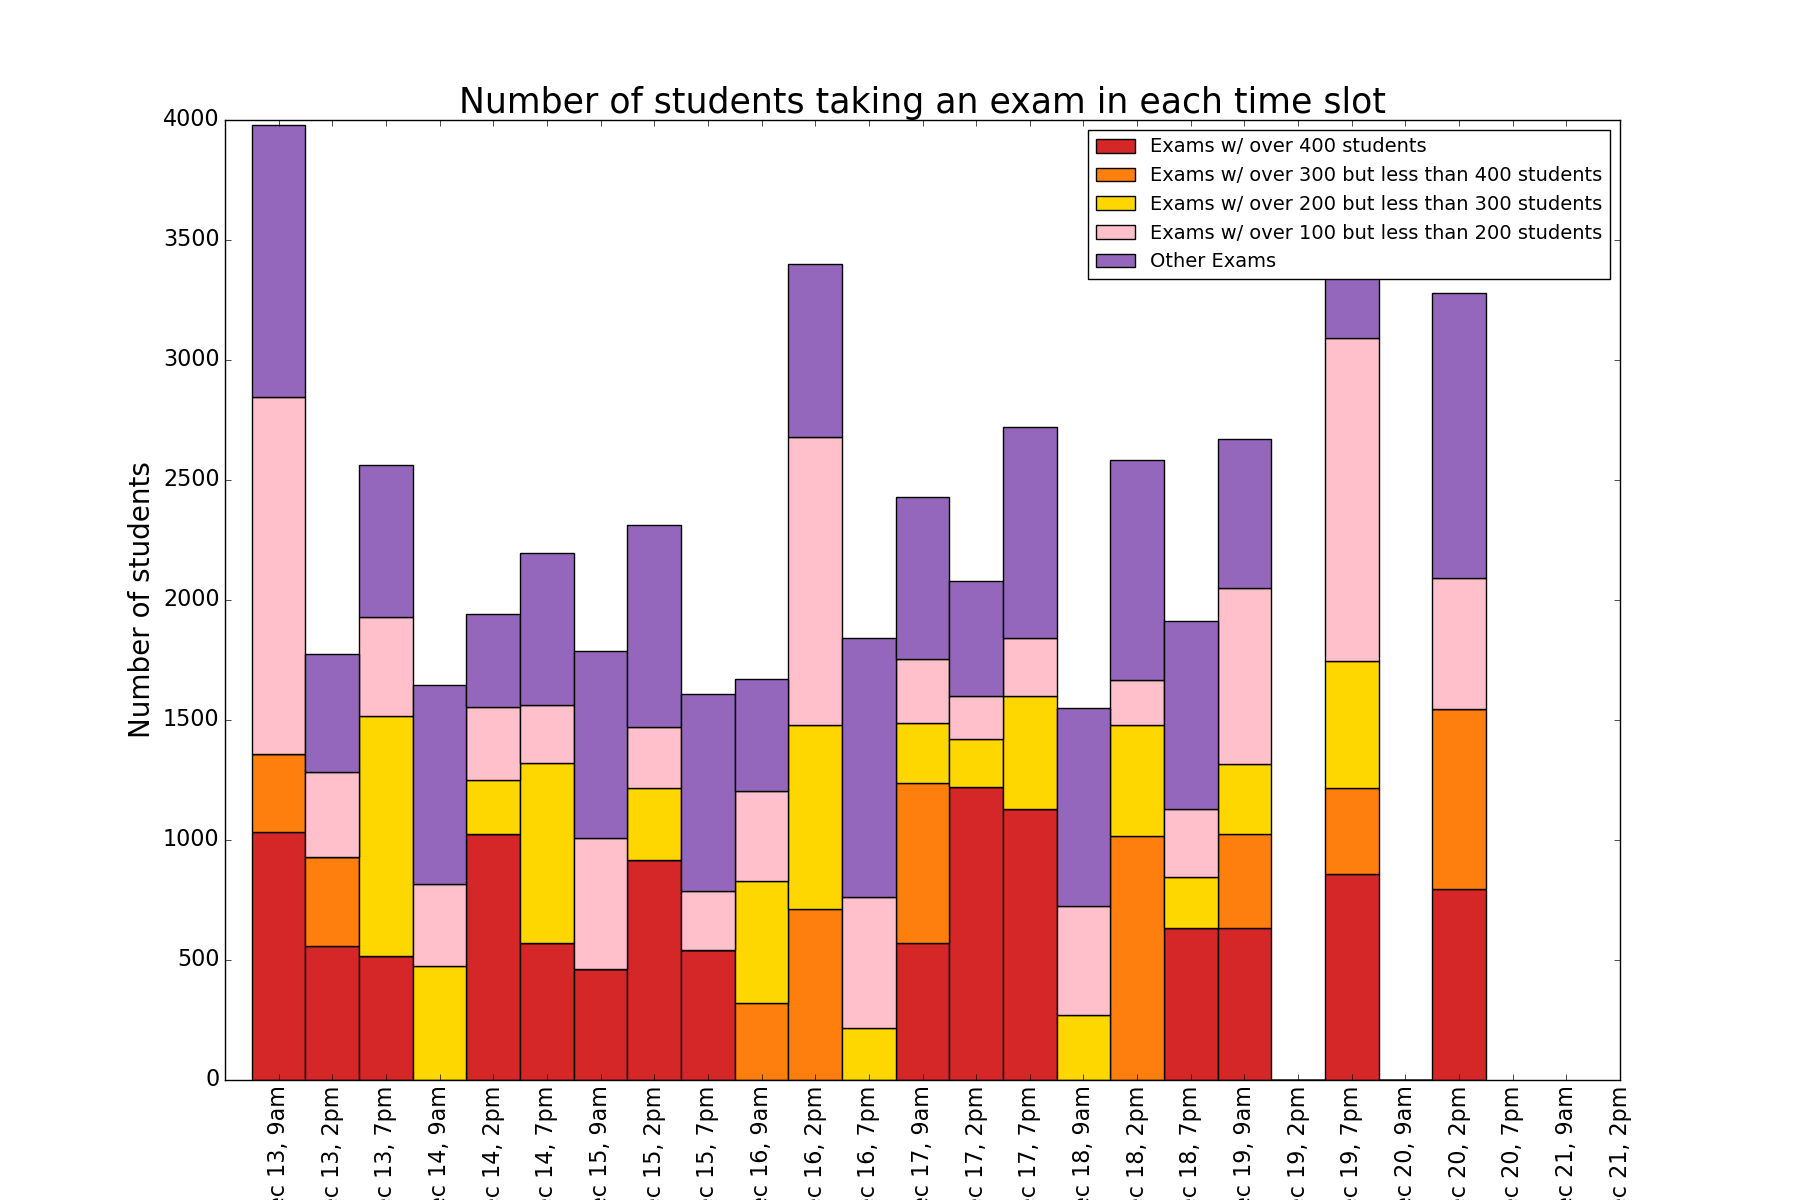 Number of students taking an exam in each time slot
Exams w/ over 400 students
Exams w/ over 300 but less than 400 students
Exams w/ over 200 but less than 300 students
Exams w/ over 100 but less than 200 students
Other Exams
Number of students
4000
3500
3000
2500
2000
1500
1000
500
0
c 13, 9am
c 13, 2pm
c 13, 7pm
c 14, 9am
c 14, 2pm
c 14, 7pm
c 15, 9am
c 15, 2pm
c 15, 7pm
c 16, 9am
c 16, 2pm
c 16, 7pm
c 17, 9am
c 17, 2pm
c 17, 7pm
c 18, 9am
c 18, 2pm
c 18, 7pm
c 19, 9am
c 19, 2pm
c 19, 7pm
c 20, 9am
c 20, 2pm
c 20, 7pm
c 21, 9am
c 21, 2pm